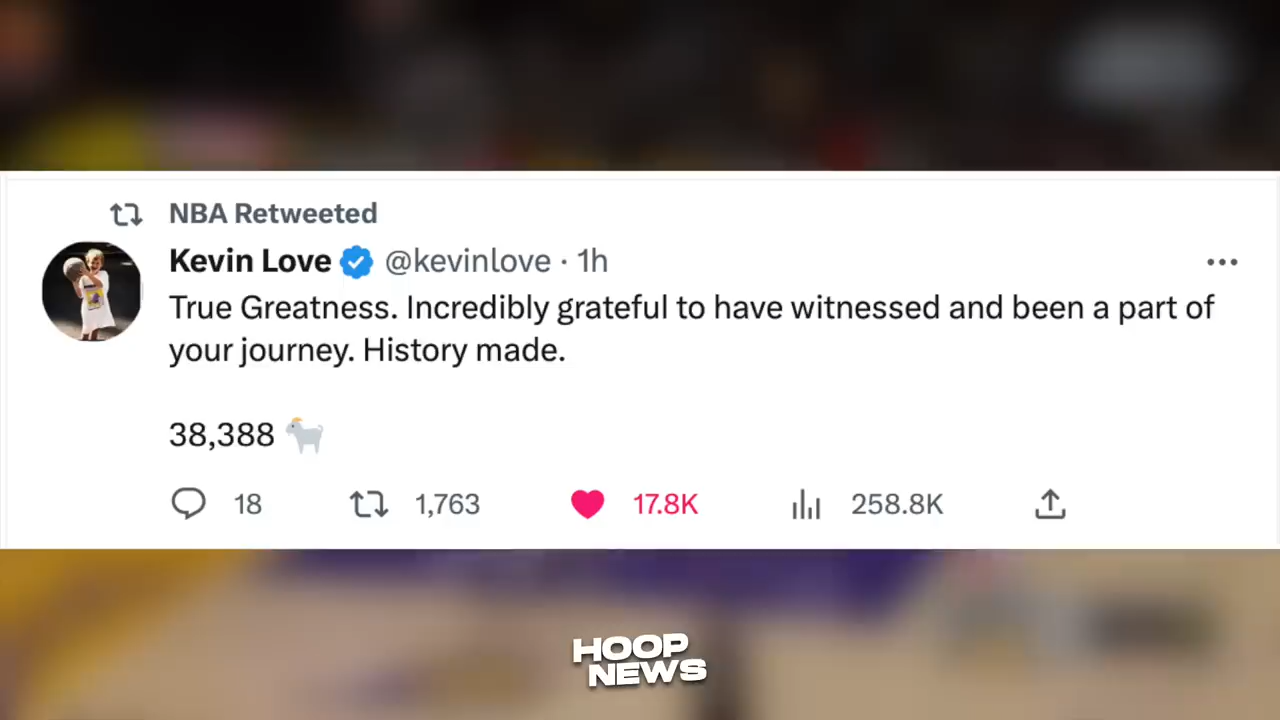 NBA Retweeted
Kevin Love @kevinlove · 1h
True Greatness. Incredibly grateful to have witnessed and been a part of
your journey. History made.
38,388 🐐
18 1,763 17.8K 258.8K
HOOP
NEWS